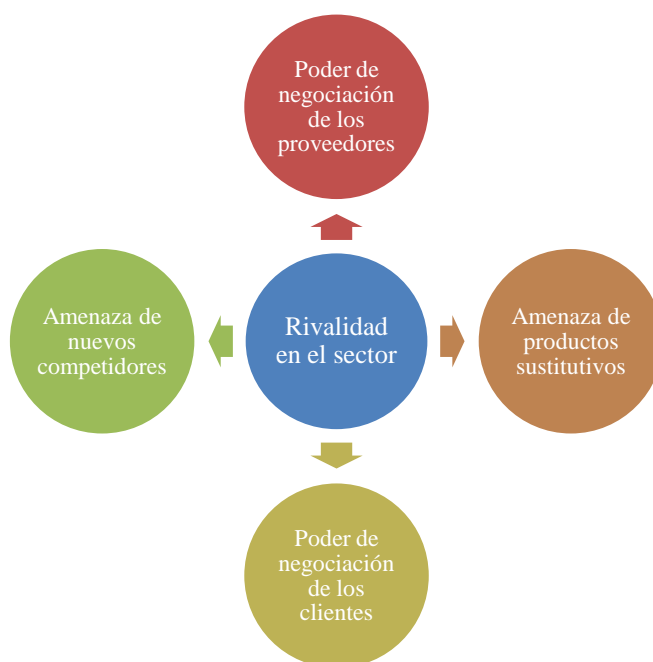 Poder de
negociación
de los
proveedores
Amenaza de
nuevos
competidores
Rivalidad
en el sector
Amenaza de
productos
sustitutivos
Poder de
negociación
de los
clientes